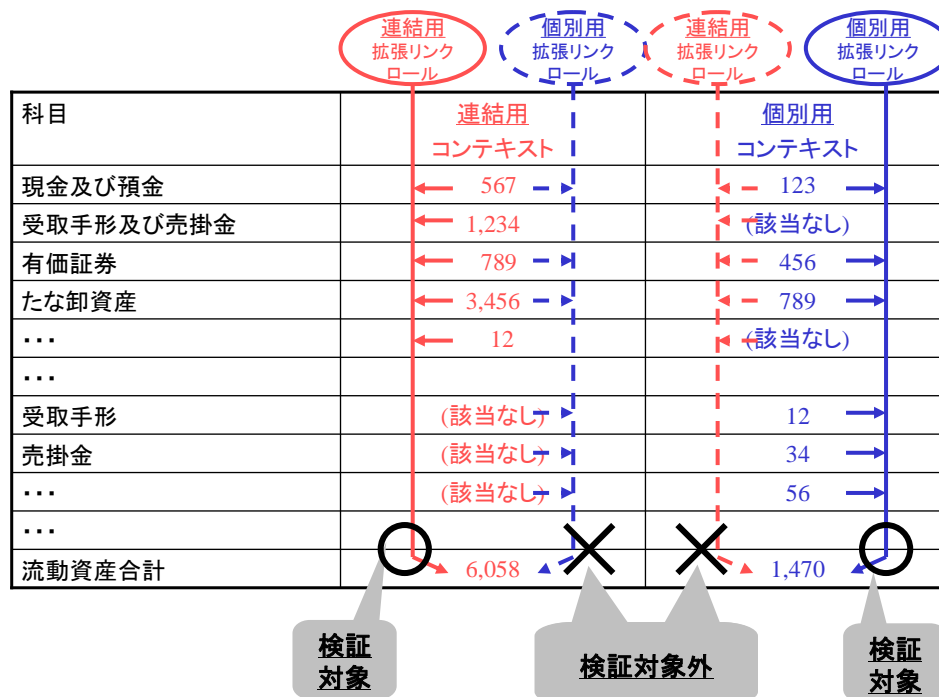 連結用
拡張リンク
ロール
個別用
拡張リンク
ロール
連結用
拡張リンク
ロール
個別用
拡張リンク
ロール
科目
連結用
コンテキスト
個別用
コンテキスト
現金及び預金 567 123
受取手形及び売掛金 1,234 (該当なし)
有価証券 789 456
たな卸資産 3,456 789
･･･ 12 (該当なし)
･･･
受取手形 (該当なし) 12
売掛金 (該当なし) 34
･･･ (該当なし) 56
･･･
流動資産合計 6,058 1,470
検証
対象
検証対象外
検証
対象